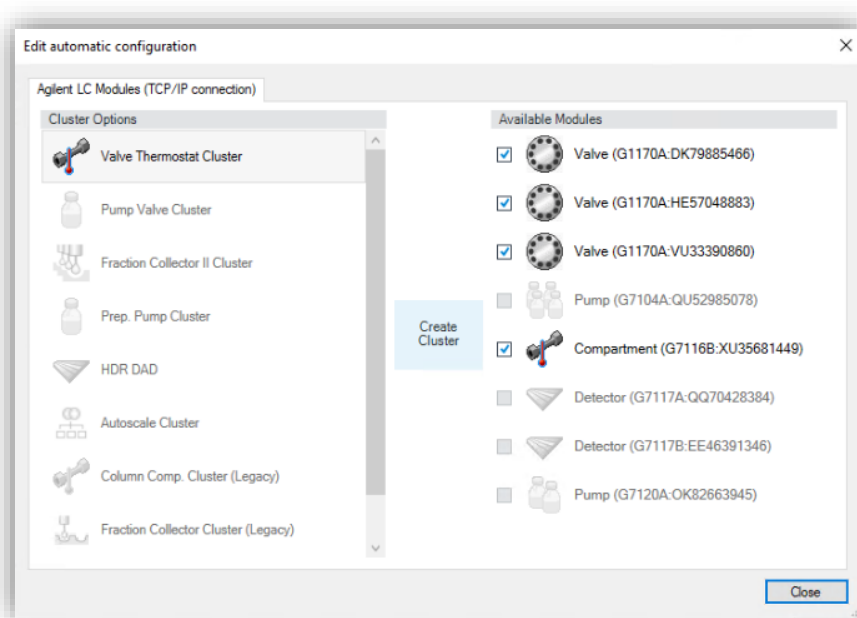 Edit automatic configuration
Agilent LC Modules (TCP/IP connection)
Cluster Options
Valve Thermostat Cluster
Pump Valve Cluster
Fraction Collector II Cluster
Prep. Pump Cluster
HDR DAD
Autoscale Cluster
Column Comp. Cluster (Legacy)
Fraction Collector Cluster (Legacy)
Create
Cluster
Available Modules
Valve (G1170A:DK79885466)
Valve (G1170A:HE57048883)
Valve (G1170A:VU33390860)
Pump (G7104A:QU52985078)
Compartment (G7116B:XU35681449)
Detector (G7117A:QQ70428384)
Detector (G7117B:EE46391346)
Pump (G7120A:OK82663945)
Close